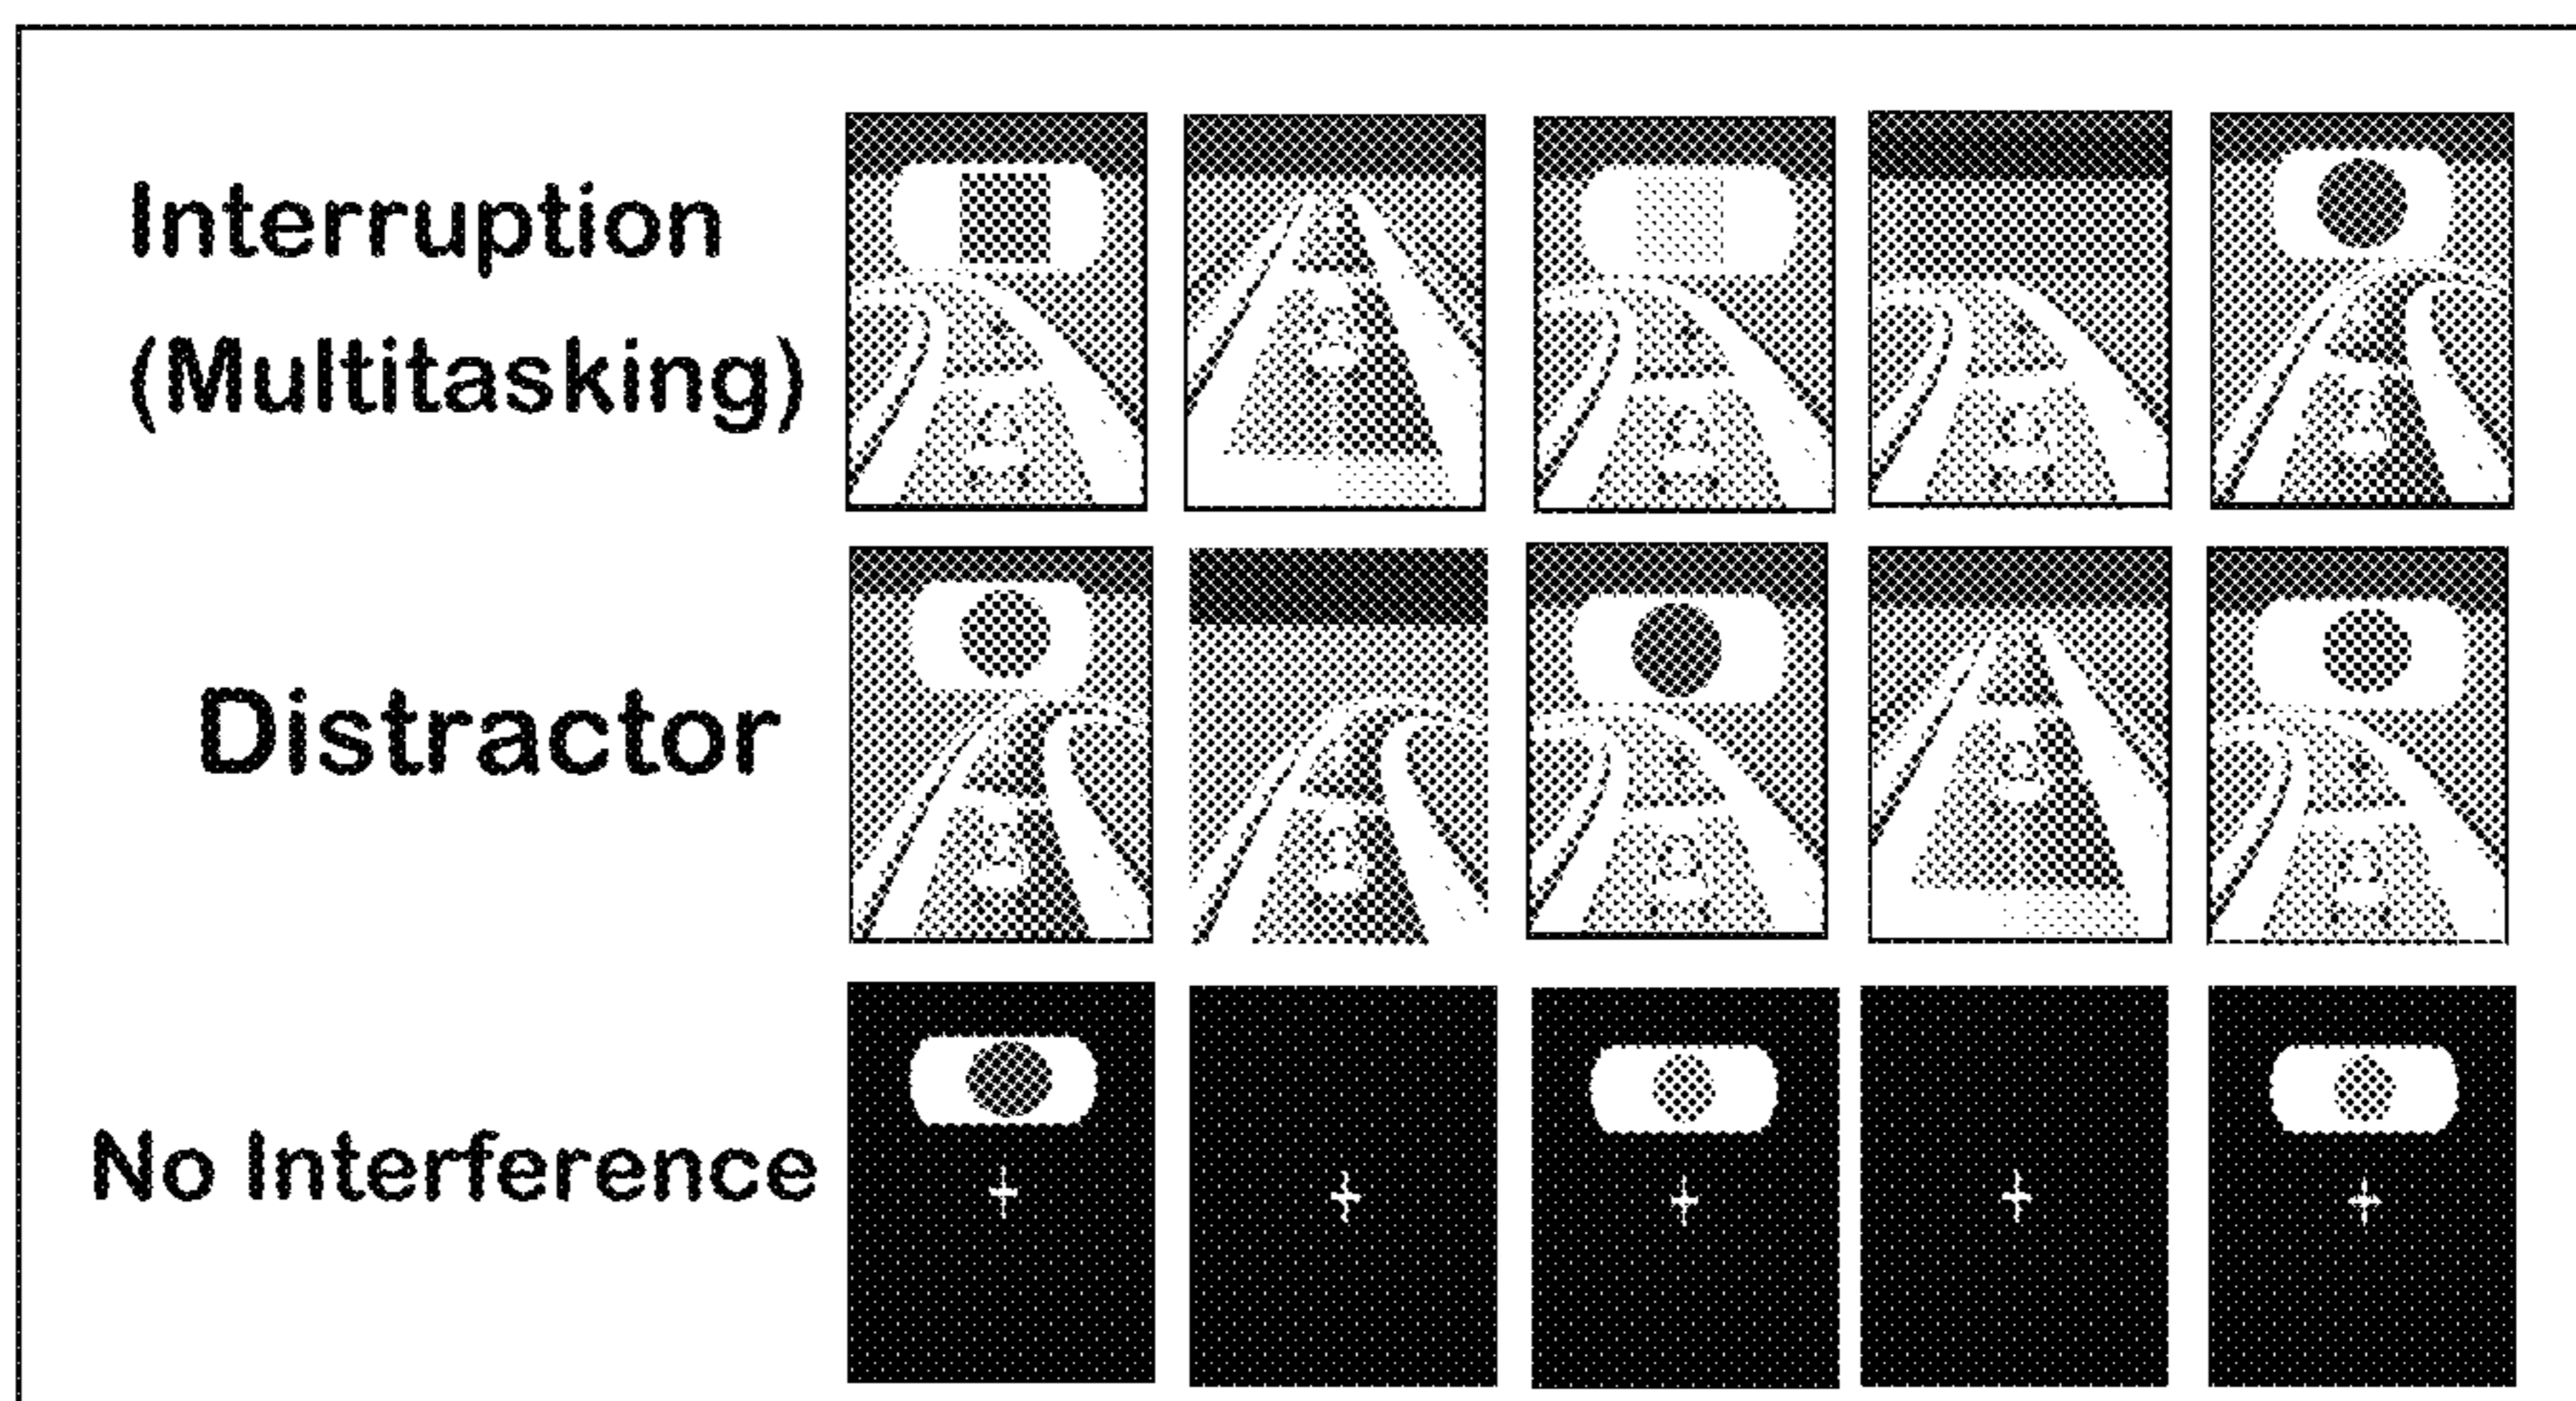 Interruption
(Multitasking)
Distractor
No Interference